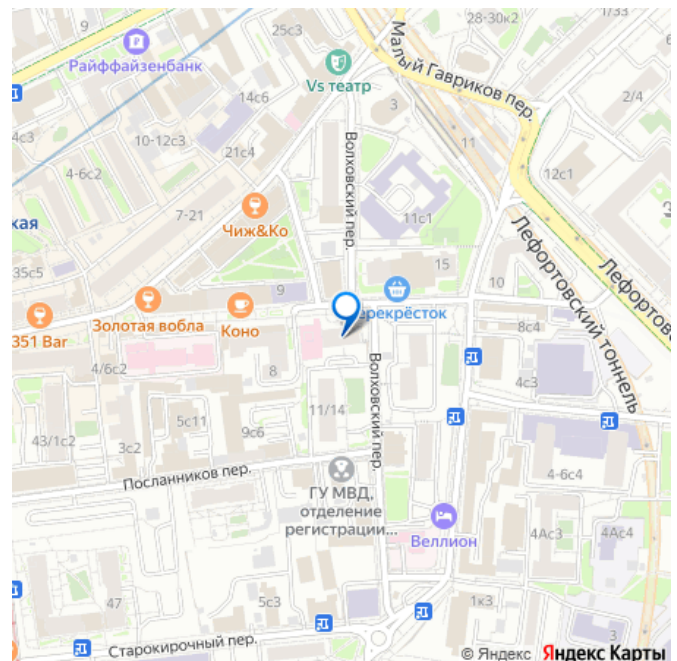 9
25с3
28-30к2
1/33
6
Райффайзенбанк
Малый Гавриков пер.
Vs театр
14с6
3
2/4
4с3
10-12с3
21с4
11
4-6с2
Волховский пер.
12с1
7-21
11с1
кая
Чиж&Ко
Лефортовский тоннель
Лефортово
35с5
15
10
9
Перекрёсток
Золотая вобла
Коно
351 Bar
8с4
4/6с2
8
Волховский пер.
4с3
11/14
5с11
43/1с2
9с6
3с2
Посланников пер.
4-6с4
ГУ МВД,
отделение
регистрации...
Веллион
4Ас3
4Ас4
47
5с3
1к3
3
Старокирочный пер.
© Яндекс Яндекс Карты